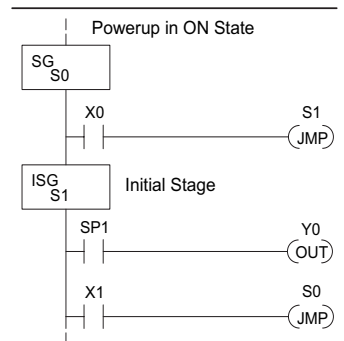 Powerup in ON State
SG
S0
X0 S1
JMP
ISG
S1
Initial Stage
SP1 Y0
OUT
X1 S0
JMP